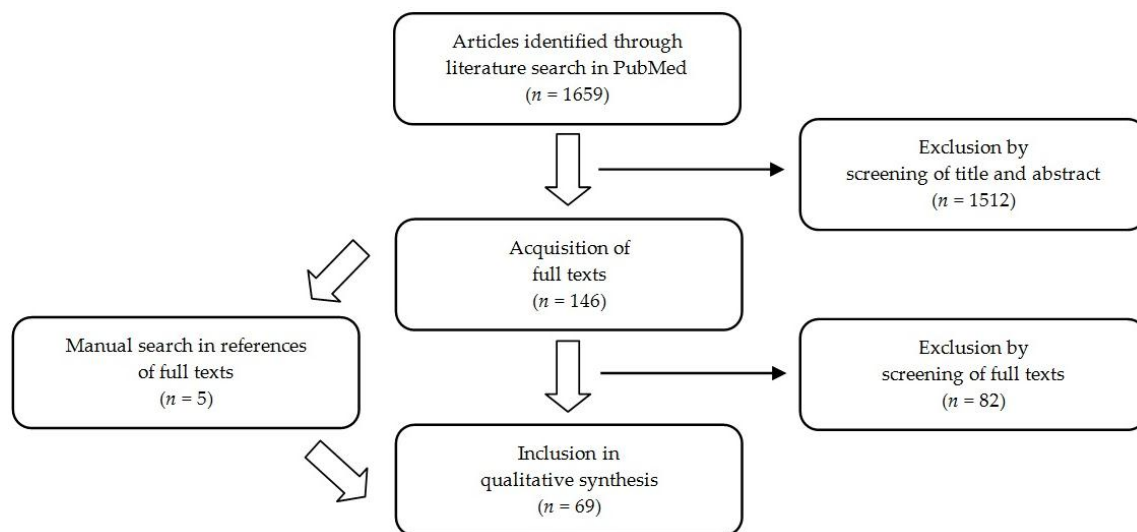 Articles identified through
literature search in PubMed
(n = 1659)
Exclusion by
screening of title and abstract
(n = 1512)
Acquisition of
full texts
(n = 146)
Manual search in references
of full texts
(n = 5)
Exclusion by
screening of full texts
(n = 82)
Inclusion in
qualitative synthesis
(n = 69)